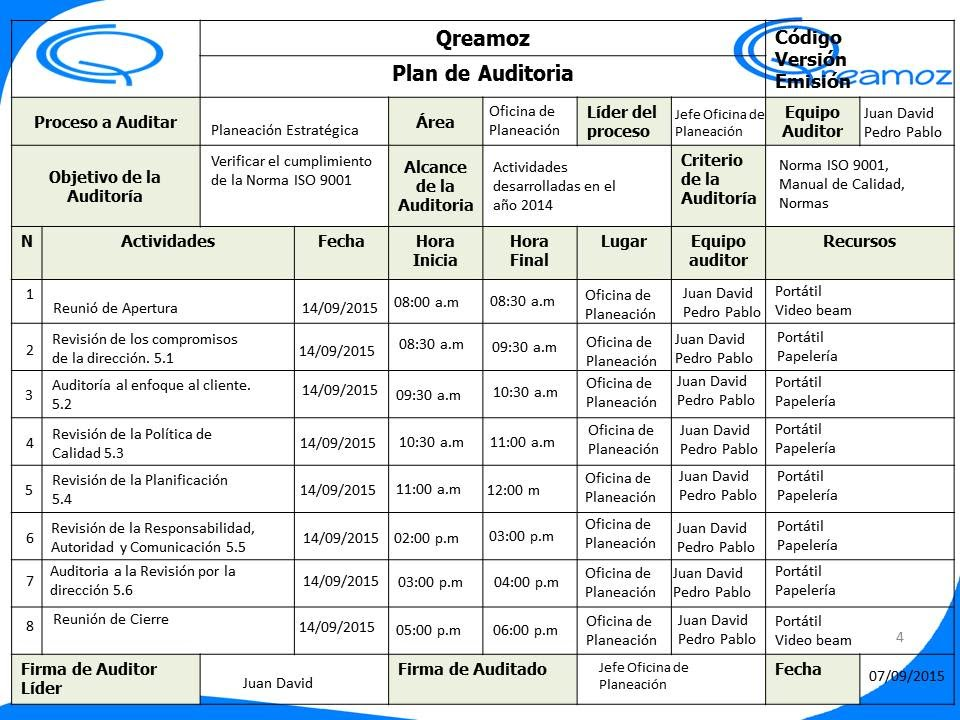 Qreamoz
Plan de Auditoria
Código
Versión
Emisión
Qreamoz
Proceso a Auditar
Planeación Estratégica
Área
Oficina de
Planeación
Líder del
proceso
Jefe Oficina de
Planeación
Equipo
Auditor
Juan David
Pedro Pablo
Objetivo de la
Auditoría
Verificar el cumplimiento
de la Norma ISO 9001
Alcance
de la
Auditoria
Actividades
desarrolladas en el
año 2014
Criterio
de la
Auditoría
Norma ISO 9001,
Manual de Calidad,
Normas
N
Actividades
Fecha
Hora
Inicia
Hora
Final
Lugar
Equipo
auditor
Recursos
1
Reunió de Apertura
14/09/2015
08:00 a.m
08:30 a.m
Oficina de
Planeación
Juan David
Pedro Pablo
Portátil
Video beam
2
Revisión de los compromisos
de la dirección. 5.1
14/09/2015
08:30 a.m
09:30 a.m
Oficina de
Planeación
Juan David
Pedro Pablo
Portátil
Papelería
3
Auditoría al enfoque al cliente.
5.2
14/09/2015
09:30 a.m
10:30 a.m
Oficina de
Planeación
Juan David
Pedro Pablo
Portátil
Papelería
4
Revisión de la Política de
Calidad 5.3
14/09/2015
10:30 a.m
11:00 a.m
Oficina de
Planeación
Juan David
Pedro Pablo
Portátil
Papelería
5
Revisión de la Planificación
5.4
14/09/2015
11:00 a.m
12:00 m
Oficina de
Planeación
Juan David
Pedro Pablo
Portátil
Papelería
6
Revisión de la Responsabilidad,
Autoridad y Comunicación 5.5
14/09/2015
02:00 p.m
03:00 p.m
Oficina de
Planeación
Juan David
Pedro Pablo
Portátil
Papelería
7
Auditoria a la Revisión por la
dirección 5.6
14/09/2015
03:00 p.m
04:00 p.m
Oficina de
Planeación
Juan David
Pedro Pablo
Portátil
Papelería
8
Reunión de Cierre
14/09/2015
05:00 p.m
06:00 p.m
Oficina de
Planeación
Juan David
Pedro Pablo
Portátil
Video beam
4
Firma de Auditor
Líder
Juan David
Firma de Auditado
Jefe Oficina de
Planeación
Fecha
07/09/2015